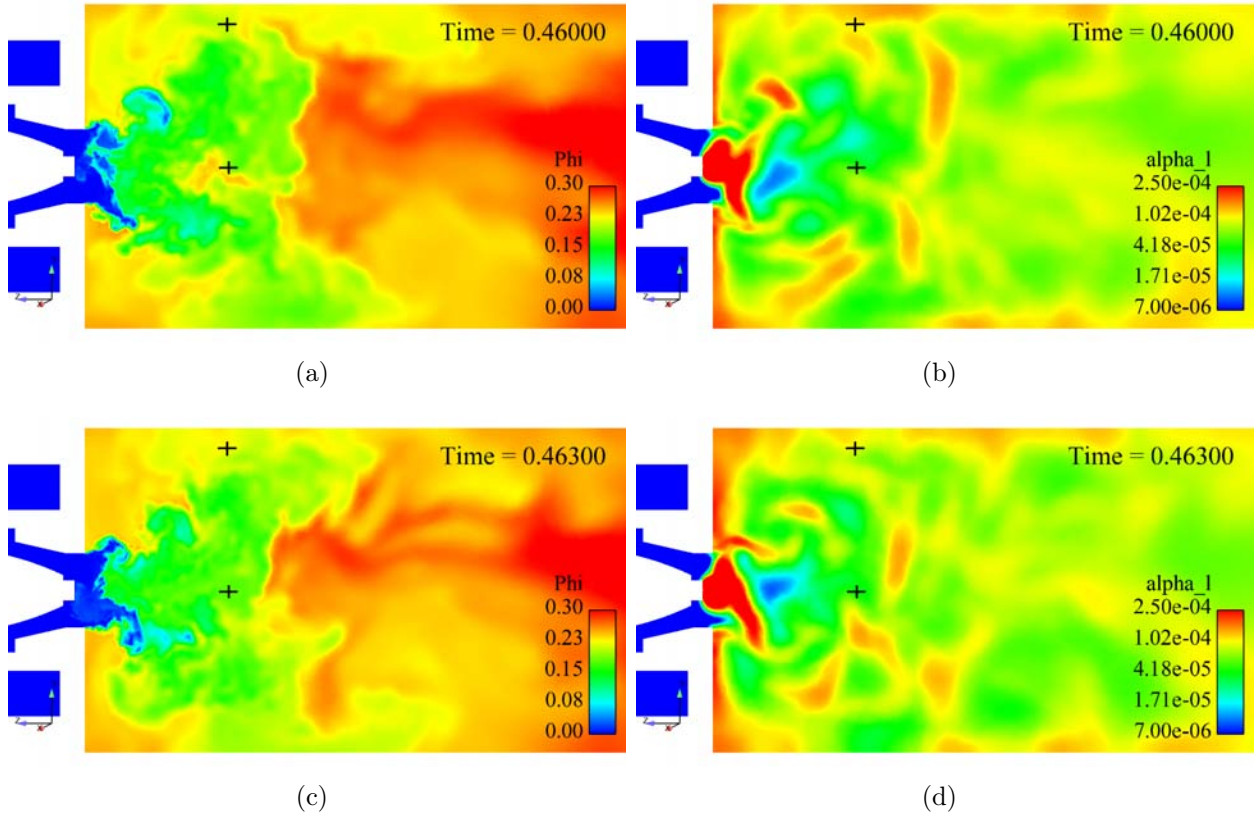 Time = 0.46000
Phi
0.30
0.23
0.15
0.08
0.00
(a)
Time = 0.46000
alpha_l
2.50e-04
1.02e-04
4.18e-05
1.71e-05
7.00e-06
(b)
Time = 0.46300
Phi
0.30
0.23
0.15
0.08
0.00
(c)
Time = 0.46300
alpha_l
2.50e-04
1.02e-04
4.18e-05
1.71e-05
7.00e-06
(d)